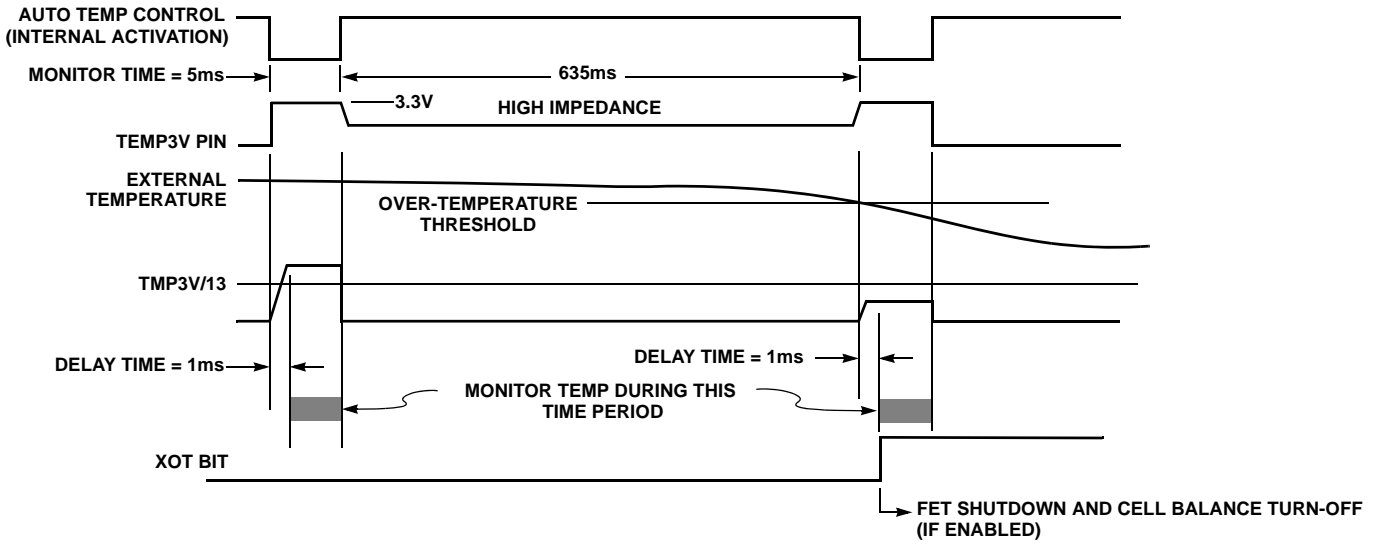 AUTO TEMP CONTROL
(INTERNAL ACTIVATION)
MONITOR TIME = 5ms
635ms
3.3V
HIGH IMPEDANCE
TEMP3V PIN
EXTERNAL
TEMPERATURE
OVER-TEMPERATURE
THRESHOLD
TMP3V/13
DELAY TIME = 1ms
DELAY TIME = 1ms
MONITOR TEMP DURING THIS
TIME PERIOD
XOT BIT
FET SHUTDOWN AND CELL BALANCE TURN-OFF
(IF ENABLED)